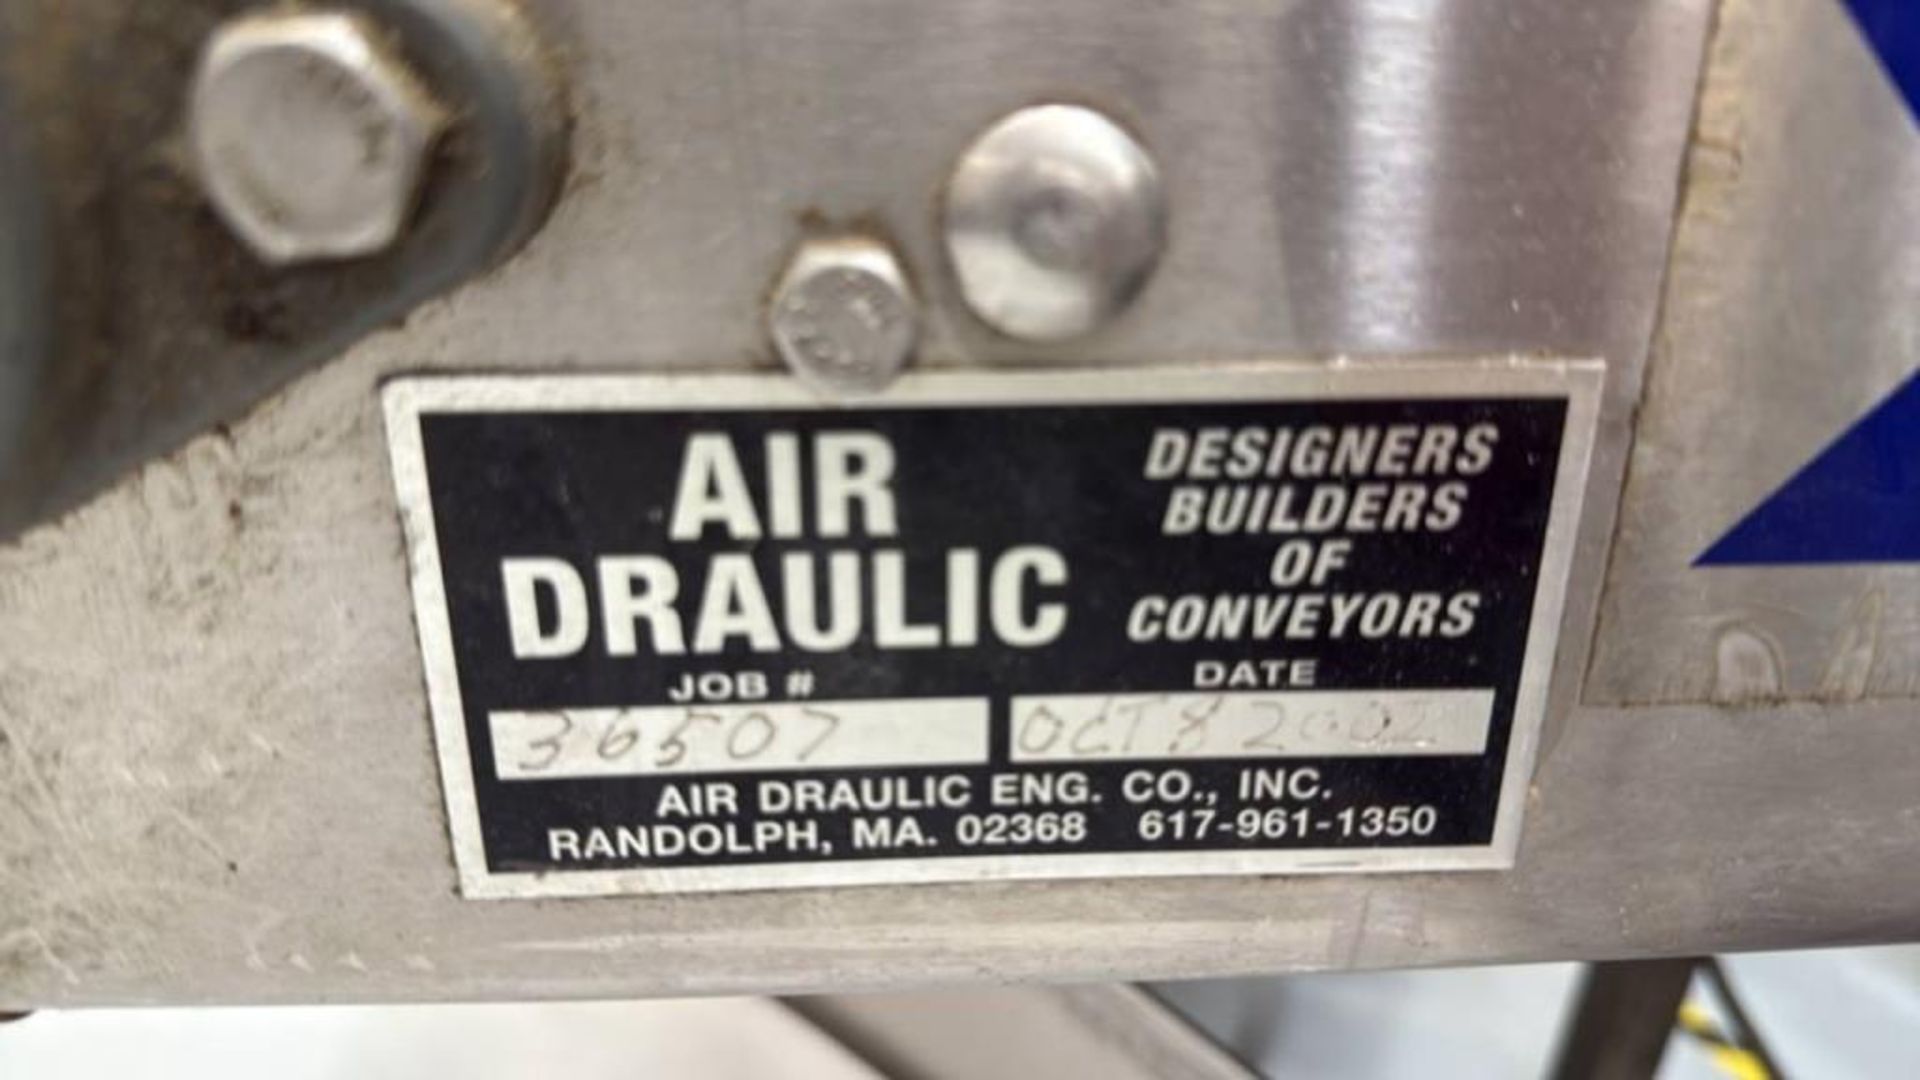 AIR
DRAULIC
DESIGNERS
BUILDERS
OF
CONVEYORS
JOB #
36507
DATE
OCT 8 2002
AIR DRAULIC ENG. CO., INC.
RANDOLPH, MA. 02368 617-961-1350